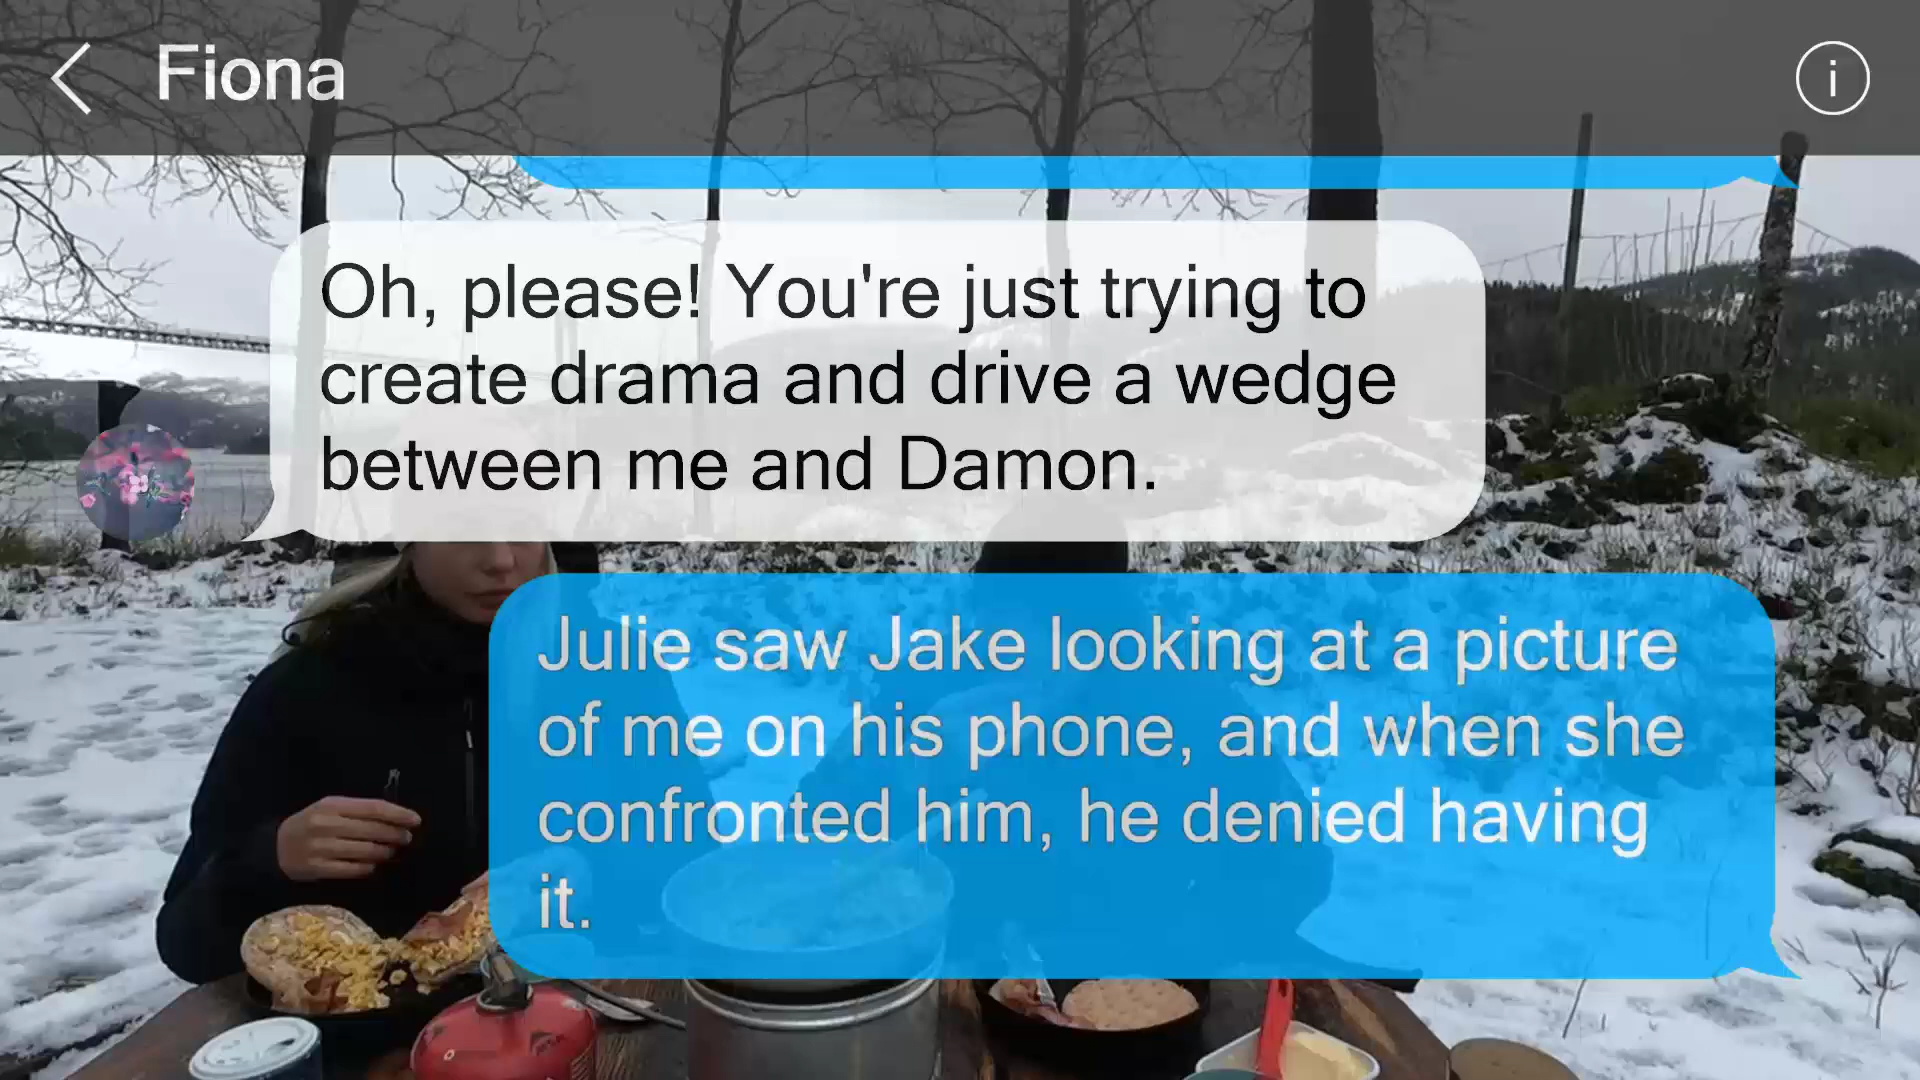 Fiona
i
Oh, please! You're just trying to
create drama and drive a wedge
between me and Damon.
Julie saw Jake looking at a picture
of me on his phone, and when she
confronted him, he denied having
it.
MSR